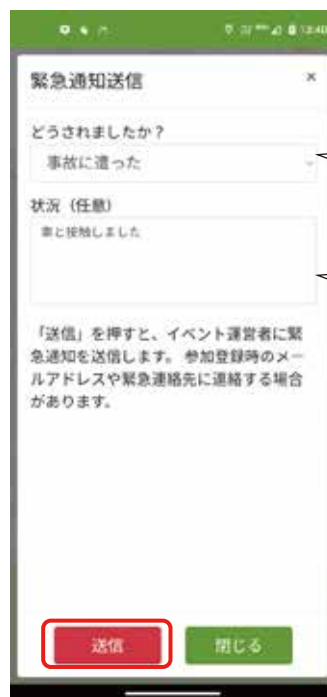 12:40
緊急通知送信
×
どうされましたか？
事故に遭った
状況（任意）
車と接触しました
「送信」を押すと、イベント運営者に緊
急通知を送信します。 参加登録時のメー
ルアドレスや緊急連絡先に連絡する場合
があります。
送信
閉じる